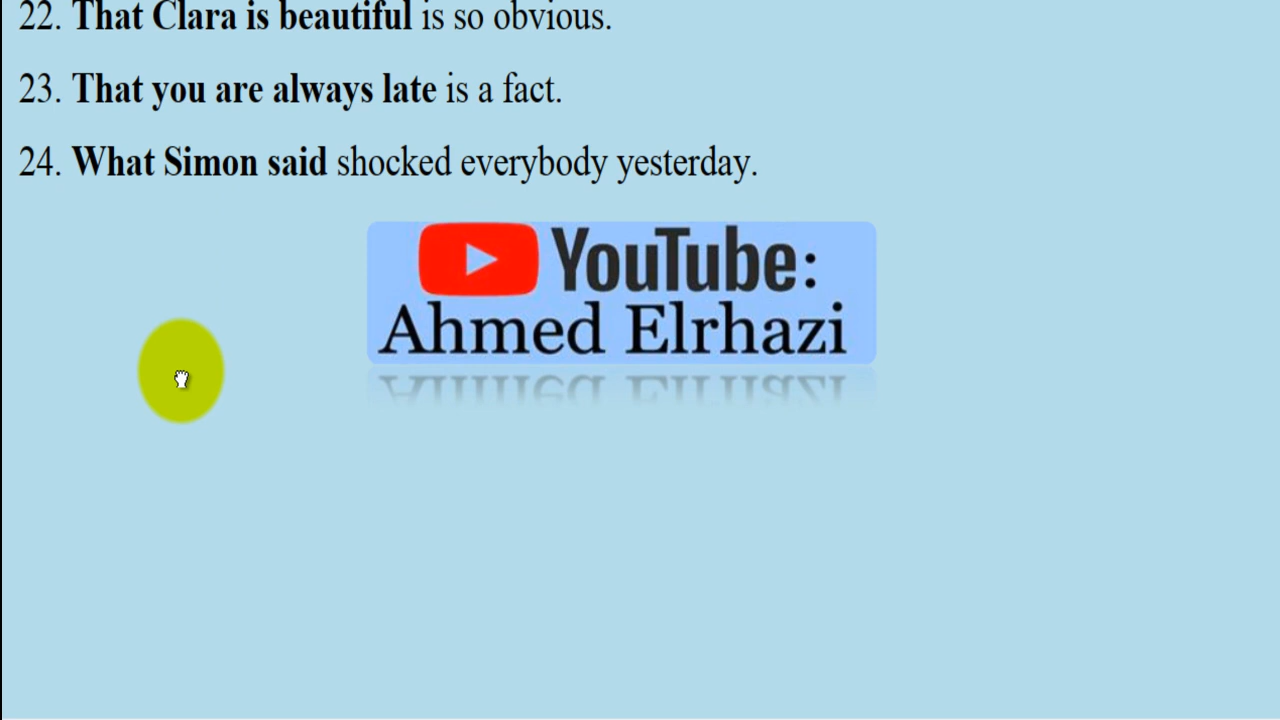 22. That Clara is beautiful is so obvious.
23. That you are always late is a fact.
24. What Simon said shocked everybody yesterday.
YouTube:
Ahmed Elrhazi